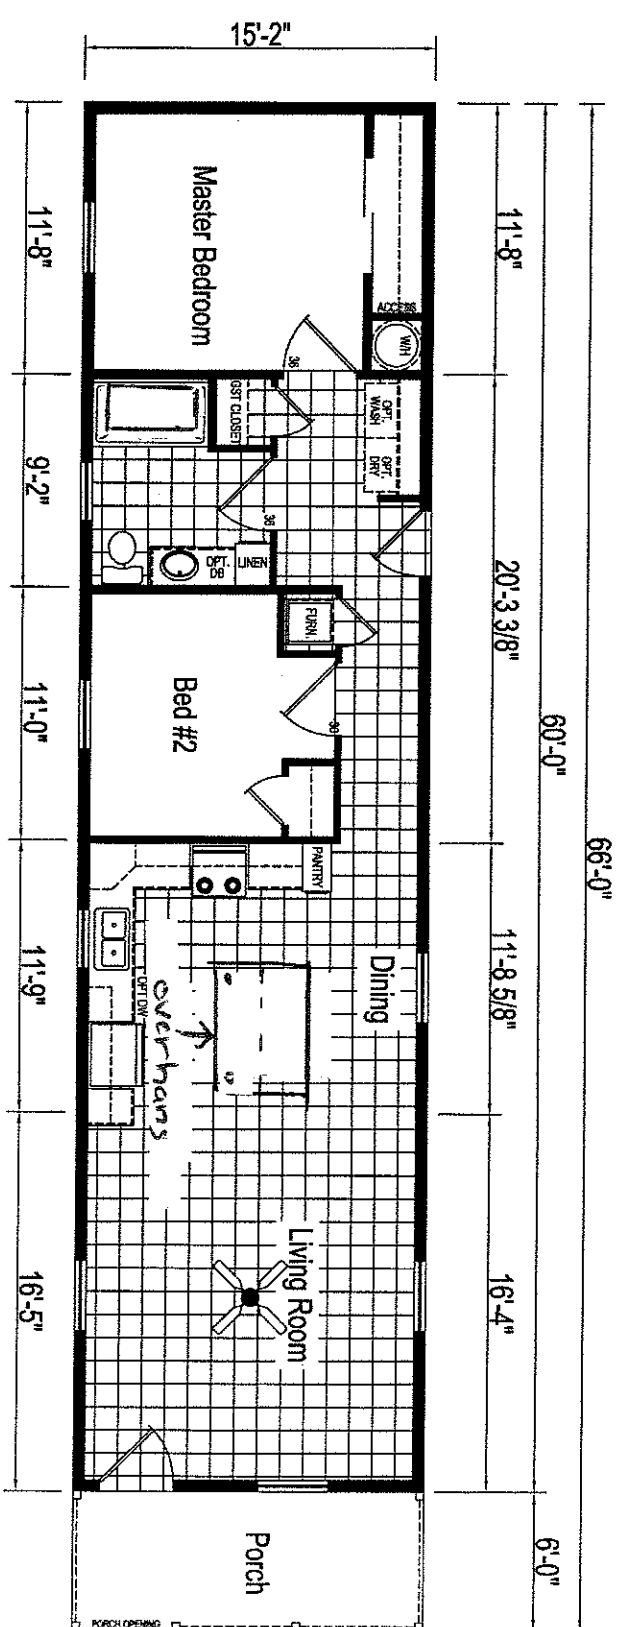 15'-2"
Master Bedroom
11'-8"
11'-8"
ACCESS
W/H
36
GST CLOSET
OPT. WASH
OPT. DRY
9'-2"
36
OPT. DB
LINEN
20'-3 3/8"
FURN.
60'-0"
66'-0"
Bed #2
30
11'-0"
PANTRY
Dining
11'-9"
11'-8 5/8"
OPT DW
overhang
Living Room
16'-5"
16'-4"
Porch
6'-0"
PORCH OPENING